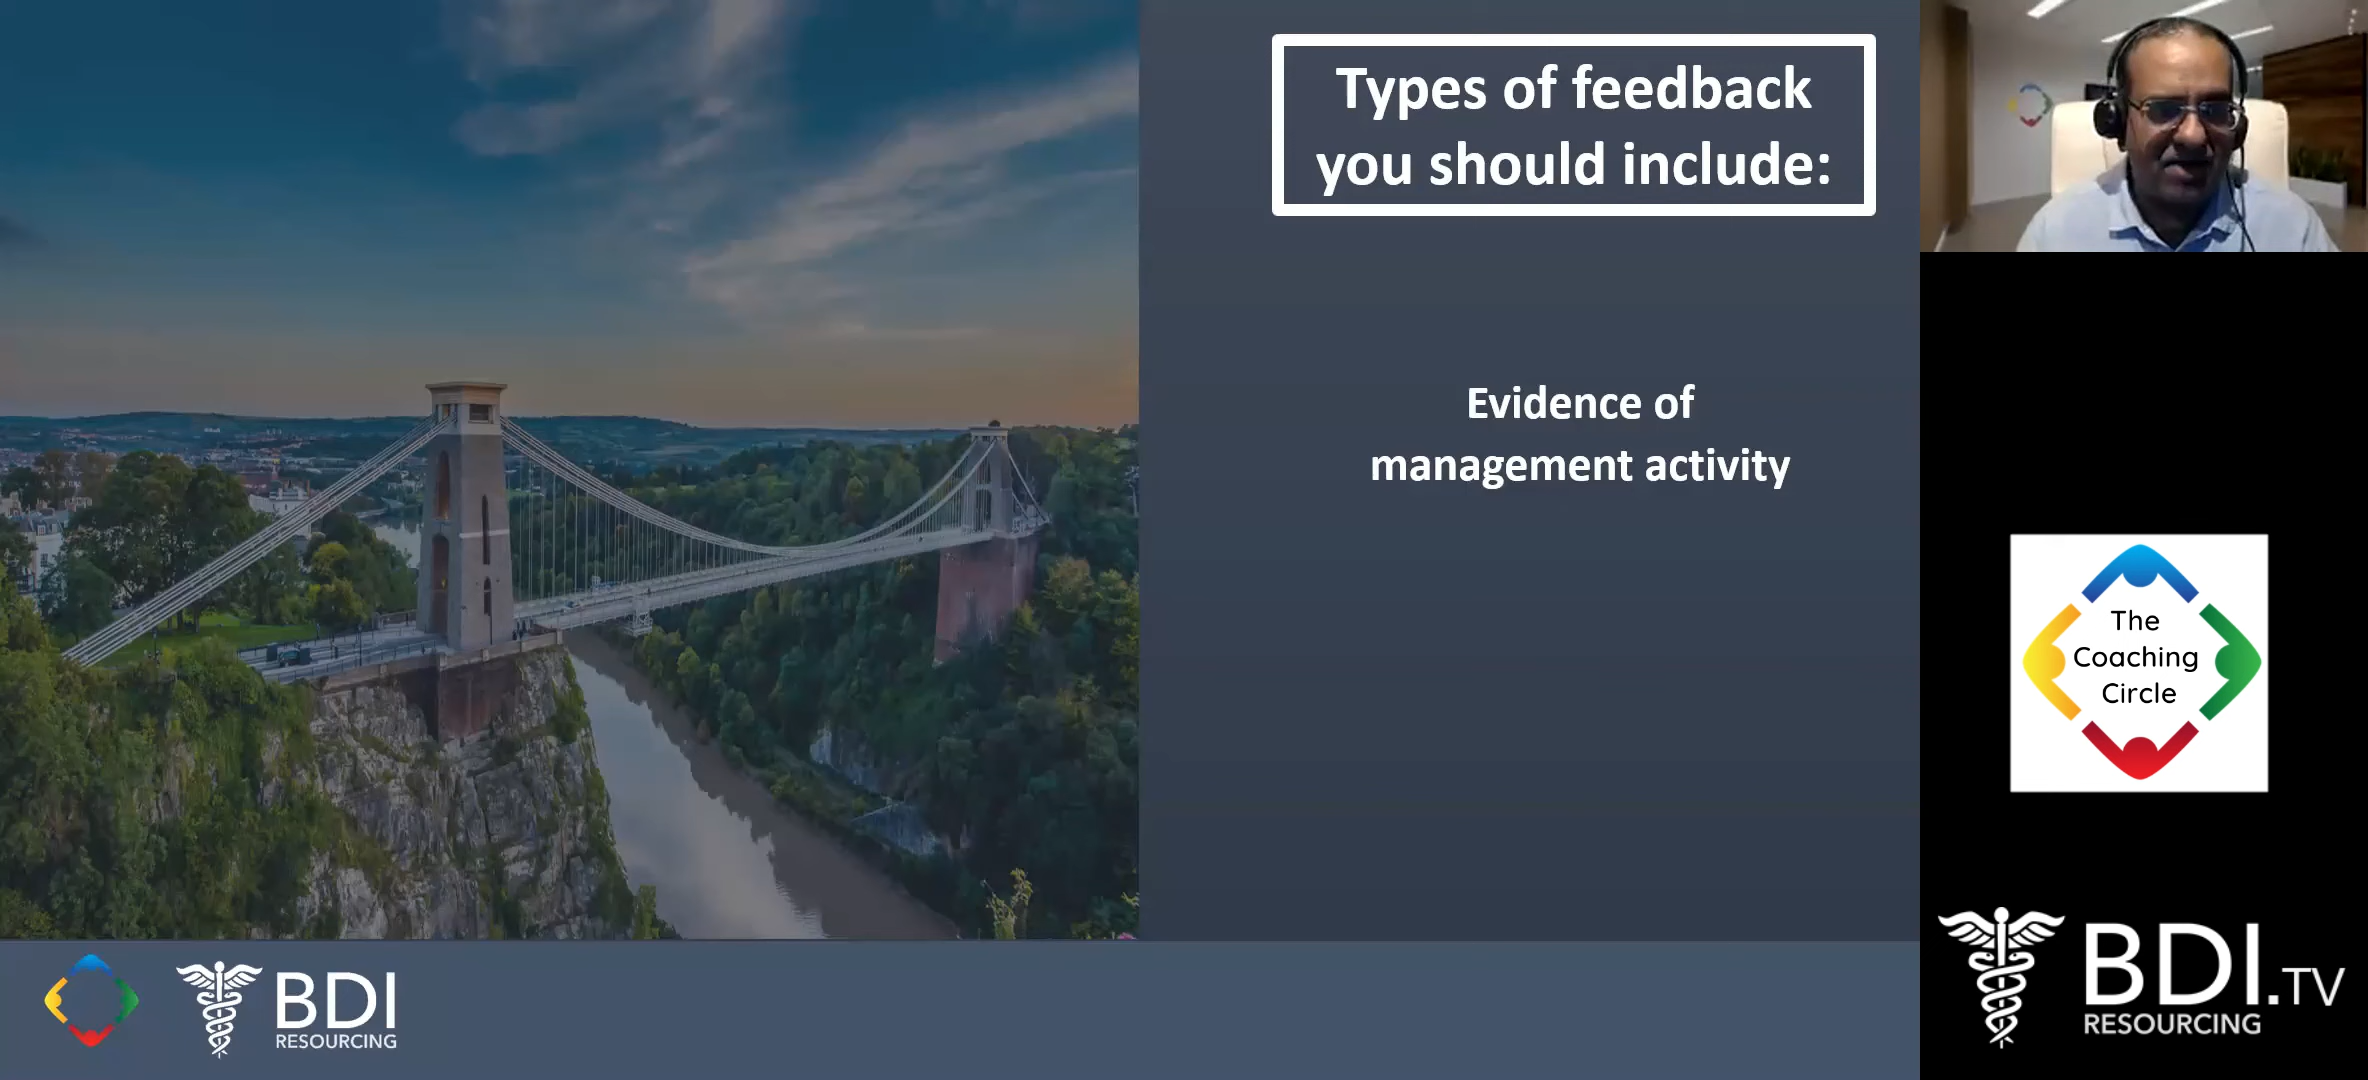 Types of feedback
you should include:
Evidence of
management activity
The
Coaching
Circle
BDI
RESOURCING
BDI.TV
RESOURCING